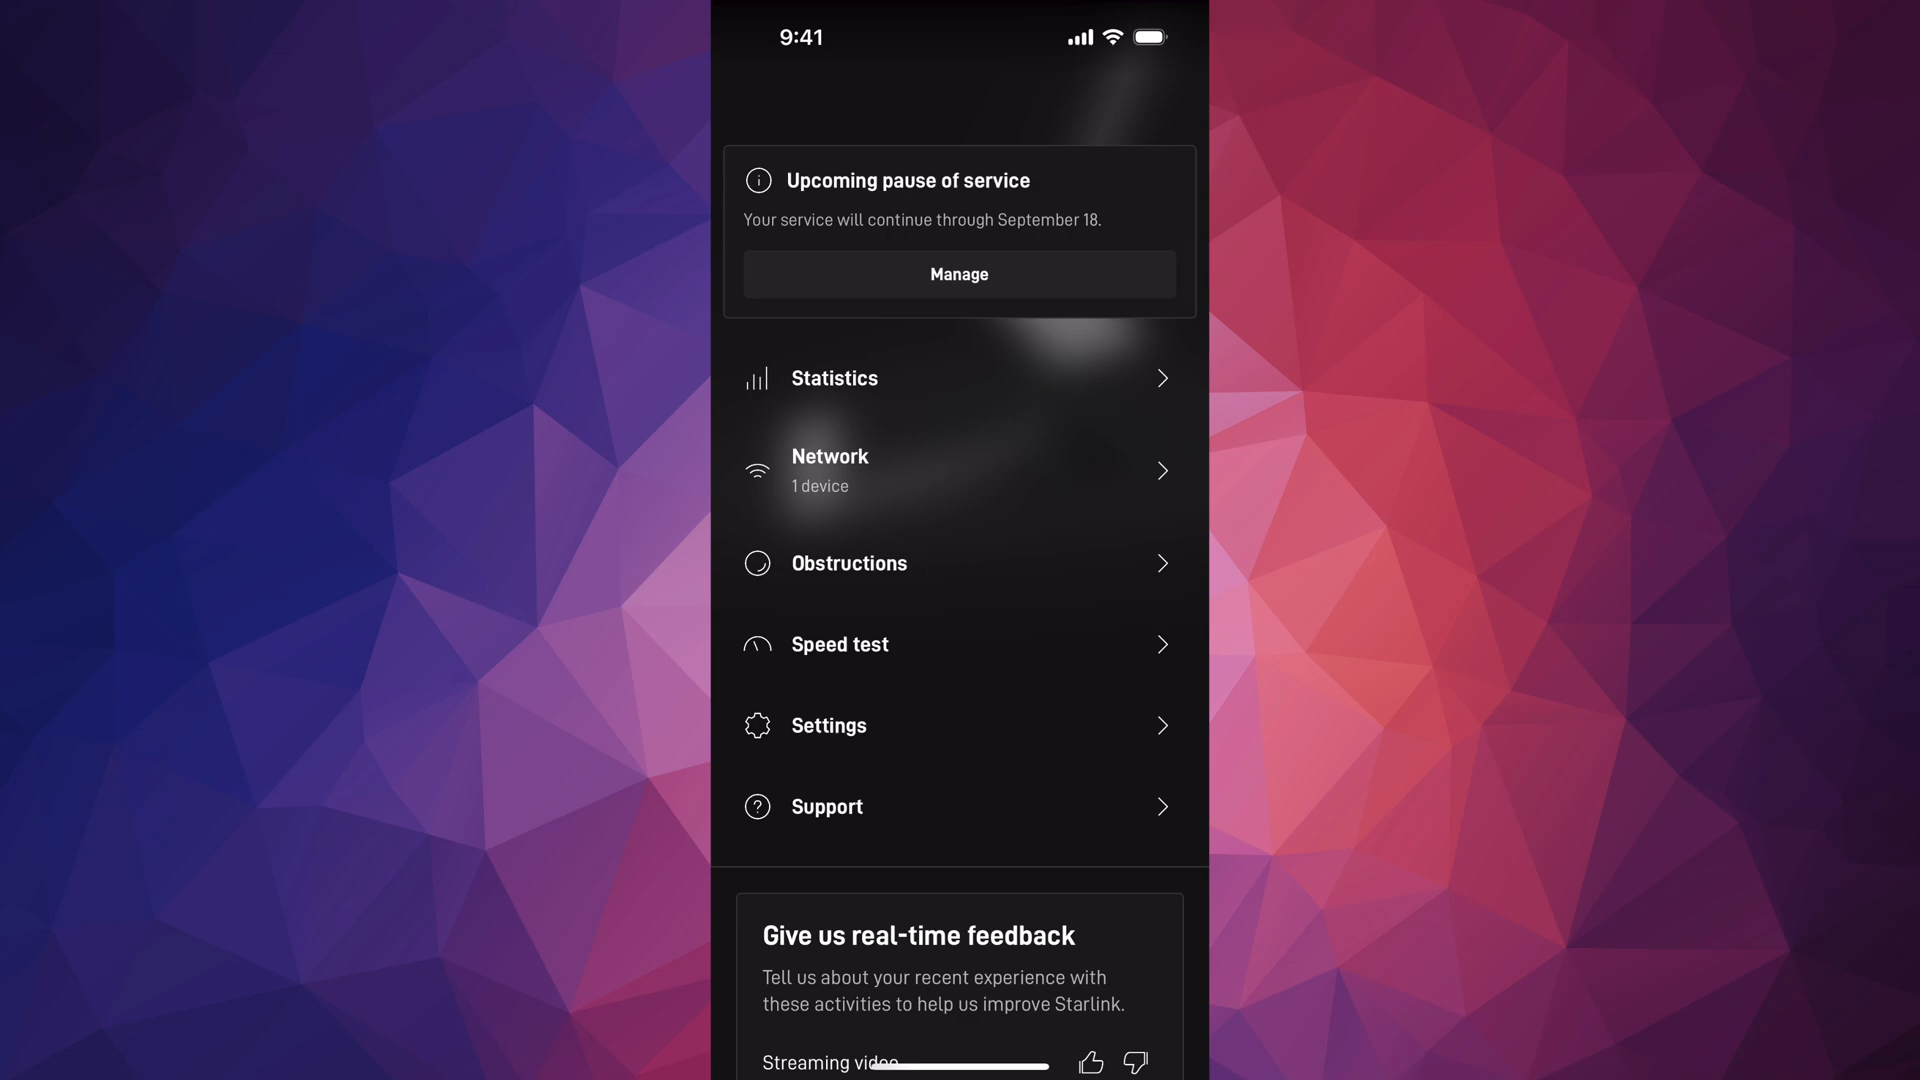 9:41
Upcoming pause of service
Your service will continue through September 18.
Manage
Statistics
Network
1 device
Obstructions
Speed test
Settings
Support
Give us real-time feedback
Tell us about your recent experience with
these activities to help us improve Starlink.
Streaming video